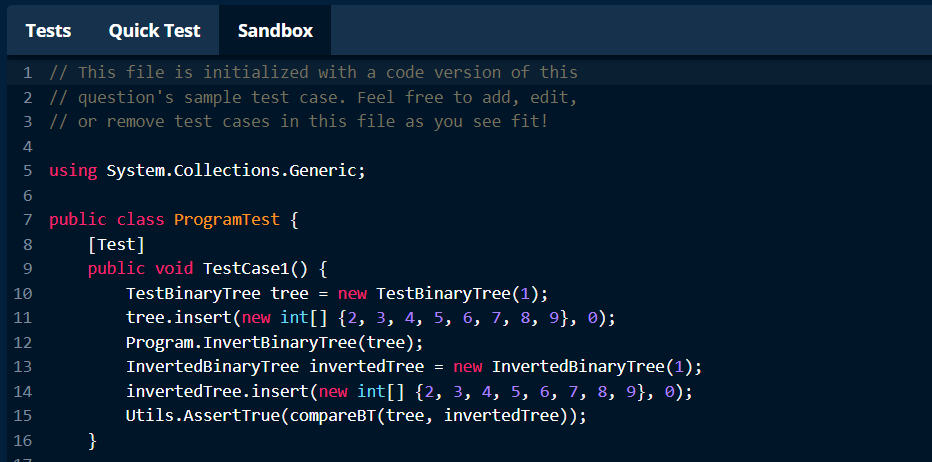 Tests Quick Test Sandbox
1 // This file is initialized with a code version of this
2 // question's sample test case. Feel free to add, edit,
3 // or remove test cases in this file as you see fit!
4
5 using System.Collections.Generic;
6
7 public class ProgramTest {
8     [Test]
9     public void TestCase1() {
10         TestBinaryTree tree = new TestBinaryTree(1);
11         tree.insert(new int[] {2, 3, 4, 5, 6, 7, 8, 9}, 0);
12         Program.InvertBinaryTree(tree);
13         InvertedBinaryTree invertedTree = new InvertedBinaryTree(1);
14         invertedTree.insert(new int[] {2, 3, 4, 5, 6, 7, 8, 9}, 0);
15         Utils.AssertTrue(compareBT(tree, invertedTree));
16     }